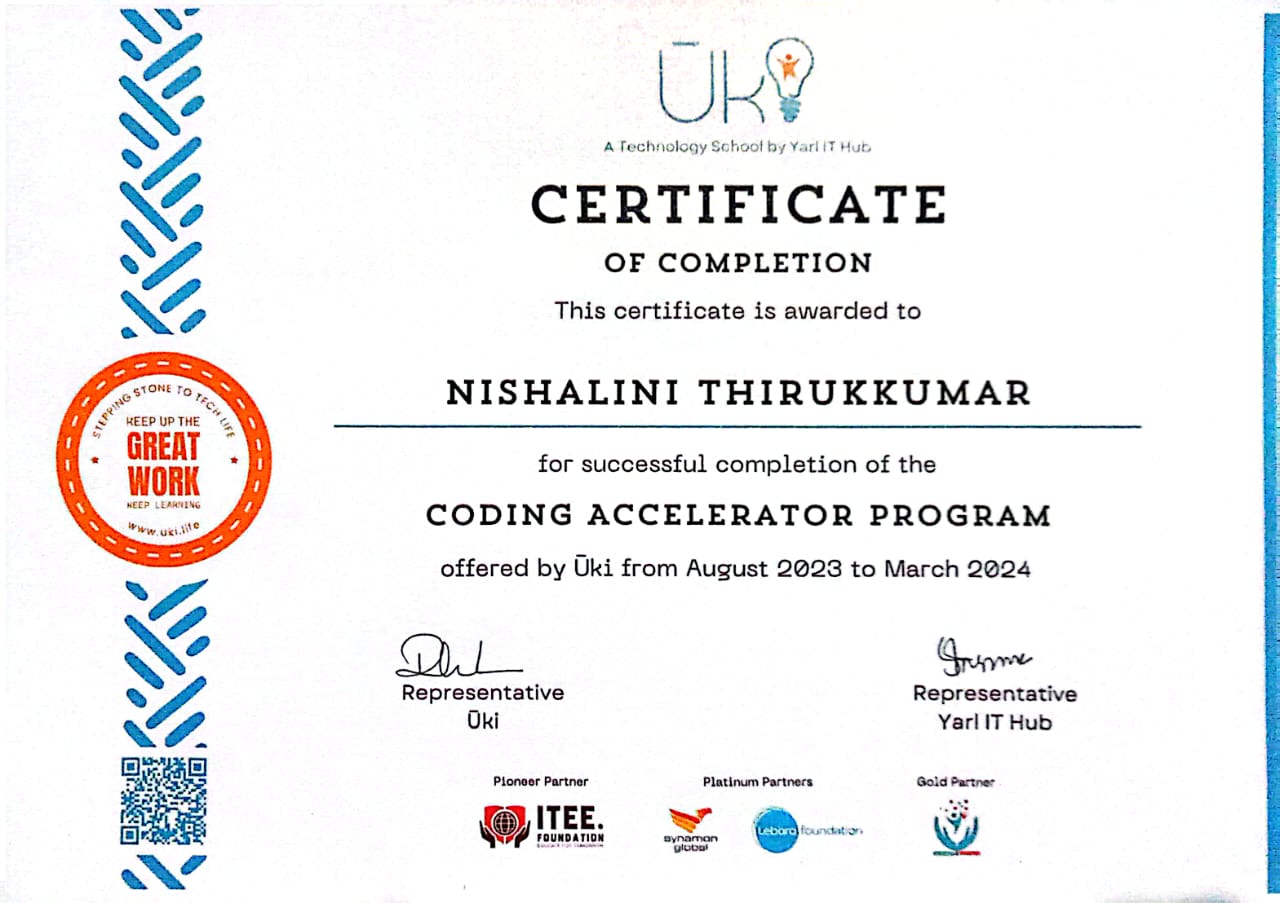 Ūki
A Technology School by Yarl IT Hub
CERTIFICATE
OF COMPLETION
This certificate is awarded to
NISHALINI THIRUKKUMAR
for successful completion of the
CODING ACCELERATOR PROGRAM
offered by Ūki from August 2023 to March 2024
STEPPING STONE TO TECH LIFE
KEEP UP THE
GREAT
WORK
KEEP LEARNING
www.uki.life
Representative
Ūki
Representative
Yarl IT Hub
Pioneer Partner
ITEE.
FOUNDATION
Platinum Partners
synamon
global
Lebara foundation
Gold Partner